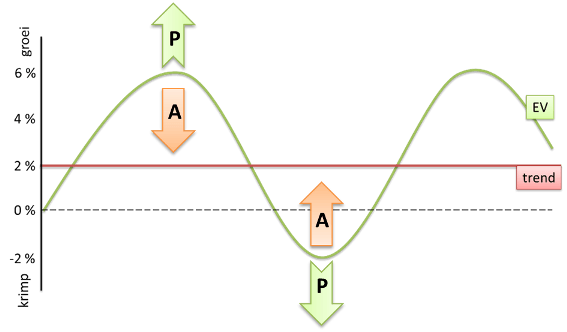 groei
P
6 %
A
4 %
EV
2 %
trend
0 %
A
-2 %
P
krimp